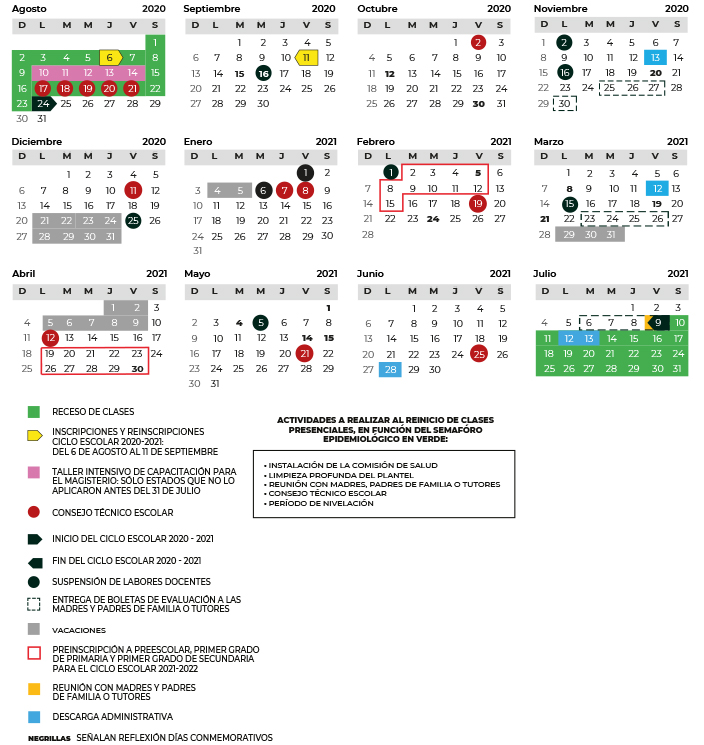 Agosto 2020
D L M M J V S
1
2 3 4 5 6 7 8
9 10 11 12 13 14 15
16 17 18 19 20 21 22
23 24 25 26 27 28 29
30 31
Septiembre 2020
D L M M J V S
1 2 3 4 5
6 7 8 9 10 11 12
13 14 15 16 17 18 19
20 21 22 23 24 25 26
27 28 29 30
Octubre 2020
D L M M J V S
1 2 3
4 5 6 7 8 9 10
11 12 13 14 15 16 17
18 19 20 21 22 23 24
25 26 27 28 29 30 31
Noviembre 2020
D L M M J V S
1 2 3 4 5 6 7
8 9 10 11 12 13 14
15 16 17 18 19 20 21
22 23 24 25 26 27 28
29 30
Diciembre 2020
D L M M J V S
1 2 3 4 5
6 7 8 9 10 11 12
13 14 15 16 17 18 19
20 21 22 23 24 25 26
27 28 29 30 31
Enero 2021
D L M M J V S
1 2
3 4 5 6 7 8 9
10 11 12 13 14 15 16
17 18 19 20 21 22 23
24 25 26 27 28 29 30
31
Febrero 2021
D L M M J V S
1 2 3 4 5 6
7 8 9 10 11 12 13
14 15 16 17 18 19 20
21 22 23 24 25 26 27
28
Marzo 2021
D L M M J V S
1 2 3 4 5 6
7 8 9 10 11 12 13
14 15 16 17 18 19 20
21 22 23 24 25 26 27
28 29 30 31
Abril 2021
D L M M J V S
1 2 3
4 5 6 7 8 9 10
11 12 13 14 15 16 17
18 19 20 21 22 23 24
25 26 27 28 29 30
Mayo 2021
D L M M J V S
1
2 3 4 5 6 7 8
9 10 11 12 13 14 15
16 17 18 19 20 21 22
23 24 25 26 27 28 29
30 31
Junio 2021
D L M M J V S
1 2 3 4 5
6 7 8 9 10 11 12
13 14 15 16 17 18 19
20 21 22 23 24 25 26
27 28 29 30
Julio 2021
D L M M J V S
1 2 3
4 5 6 7 8 9 10
11 12 13 14 15 16 17
18 19 20 21 22 23 24
25 26 27 28 29 30 31
RECESO DE CLASES
INSCRIPCIONES Y REINSCRIPCIONES
CICLO ESCOLAR 2020-2021:
DEL 6 DE AGOSTO AL 11 DE SEPTIEMBRE
TALLER INTENSIVO DE CAPACITACIÓN PARA
EL MAGISTERIO: SÓLO ESTADOS QUE NO LO
APLICARON ANTES DEL 31 DE JULIO
CONSEJO TÉCNICO ESCOLAR
INICIO DEL CICLO ESCOLAR 2020 - 2021
FIN DEL CICLO ESCOLAR 2020 - 2021
SUSPENSIÓN DE LABORES DOCENTES
ENTREGA DE BOLETAS DE EVALUACIÓN A LAS
MADRES Y PADRES DE FAMILIA O TUTORES
VACACIONES
PREINSCRIPCIÓN A PREESCOLAR, PRIMER GRADO
DE PRIMARIA Y PRIMER GRADO DE SECUNDARIA
PARA EL CICLO ESCOLAR 2021-2022
REUNIÓN CON MADRES Y PADRES
DE FAMILIA O TUTORES
DESCARGA ADMINISTRATIVA
NEGRILLAS SEÑALAN REFLEXIÓN DÍAS CONMEMORATIVOS
ACTIVIDADES A REALIZAR AL REINICIO DE CLASES
PRESENCIALES, EN FUNCIÓN DEL SEMAFÓRO
EPIDEMIOLÓGICO EN VERDE:
• INSTALACIÓN DE LA COMISIÓN DE SALUD
• LIMPIEZA PROFUNDA DEL PLANTEL
• REUNIÓN CON MADRES, PADRES DE FAMILIA O TUTORES
• CONSEJO TÉCNICO ESCOLAR
• PERÍODO DE NIVELACIÓN